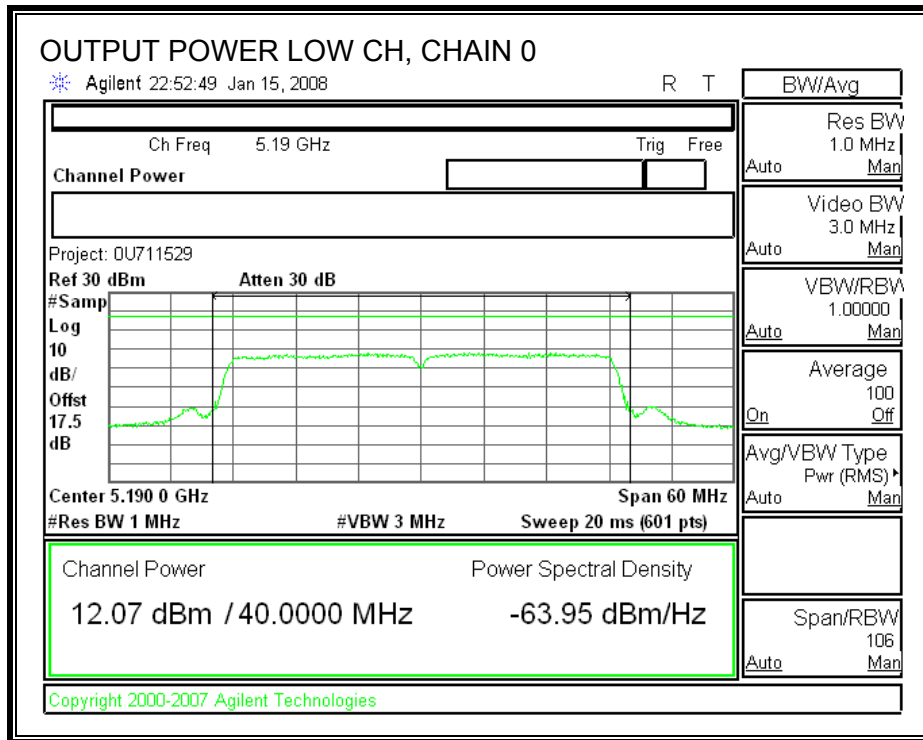 OUTPUT POWER LOW CH, CHAIN 0
Agilent 22:52:49 Jan 15, 2008 R T
BW/Avg
Res BW
1.0 MHz
Auto Man
Ch Freq 5.19 GHz Trig Free
Channel Power
Video BW
3.0 MHz
Auto Man
Project: 0U711529
Ref 30 dBm Atten 30 dB
#Samp
Log
10
dB/
Offst
17.5
dB
VBW/RBW
1.00000
Auto Man
Average
100
On Off
Avg/VBW Type
Pwr (RMS)
Auto Man
Center 5.190 0 GHz Span 60 MHz
#Res BW 1 MHz #VBW 3 MHz Sweep 20 ms (601 pts)
Channel Power Power Spectral Density
12.07 dBm / 40.0000 MHz -63.95 dBm/Hz
Span/RBW
106
Auto Man
Copyright 2000-2007 Agilent Technologies